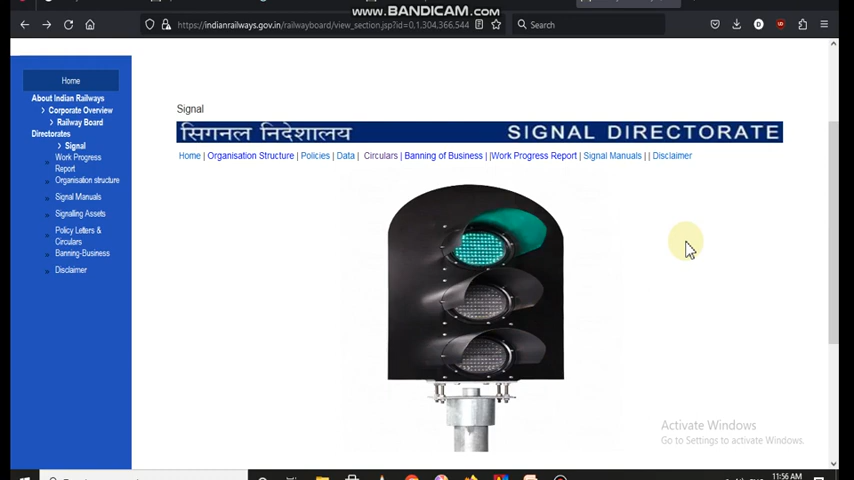 www.BANDICAM.com
https://indianrailways.gov.in/railwayboard/view_section.jsp?id=0,1,304,366,544
Search
Home
About Indian Railways
Corporate Overview
Railway Board
Directorates
Signal
Work Progress
Report
Organisation structure
Signal Manuals
Signalling Assets
Policy Letters &
Circulars
Banning-Business
Disclaimer
Signal
सिगनल निदेशालय SIGNAL DIRECTORATE
Home | Organisation Structure | Policies | Data | Circulars | Banning of Business | |Work Progress Report | Signal Manuals | | Disclaimer
Activate Windows
Go to Settings to activate Windows.
11:56 AM